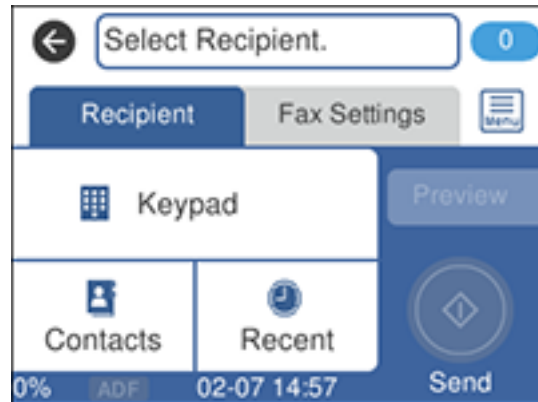 Select Recipient.
0
Recipient
Fax Settings
Menu
Keypad
Preview
Contacts
Recent
0%
ADF
02-07 14:57
Send